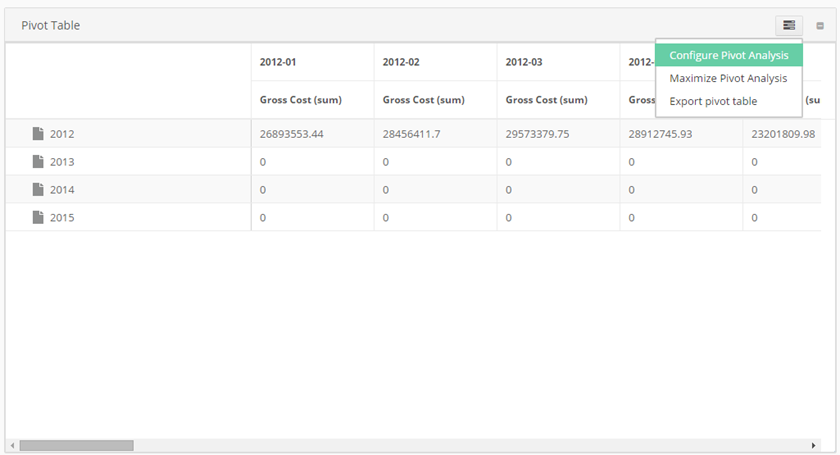 Pivot Table
2012-01 2012-02 2012-03 2012-
Configure Pivot Analysis
Maximize Pivot Analysis
Export pivot table
Gross Cost (sum) Gross Cost (sum) Gross Cost (sum) Gross (su
2012 26893553.44 28456411.7 29573379.75 28912745.93 23201809.98
2013 0 0 0 0 0
2014 0 0 0 0 0
2015 0 0 0 0 0